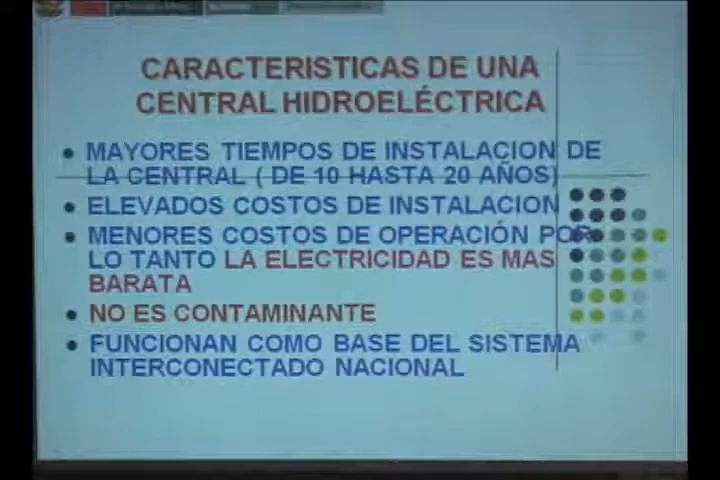 CARACTERISTICAS DE UNA
CENTRAL HIDROELÉCTRICA
• MAYORES TIEMPOS DE INSTALACION DE
LA CENTRAL ( DE 10 HASTA 20 AÑOS)
• ELEVADOS COSTOS DE INSTALACION
• MENORES COSTOS DE OPERACIÓN POR
LO TANTO LA ELECTRICIDAD ES MAS
BARATA
• NO ES CONTAMINANTE
• FUNCIONAN COMO BASE DEL SISTEMA
INTERCONECTADO NACIONAL